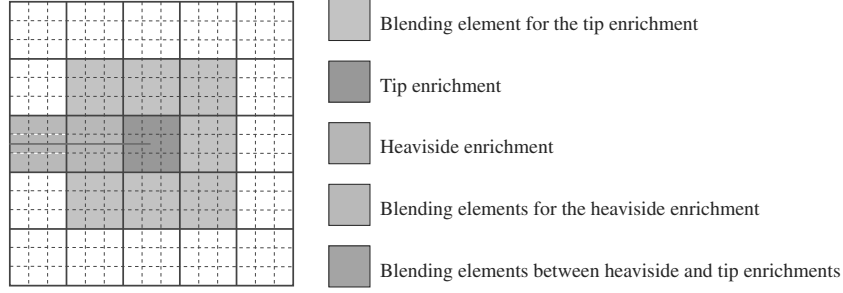 Blending element for the tip enrichment
Tip enrichment
Heaviside enrichment
Blending elements for the heaviside enrichment
Blending elements between heaviside and tip enrichments